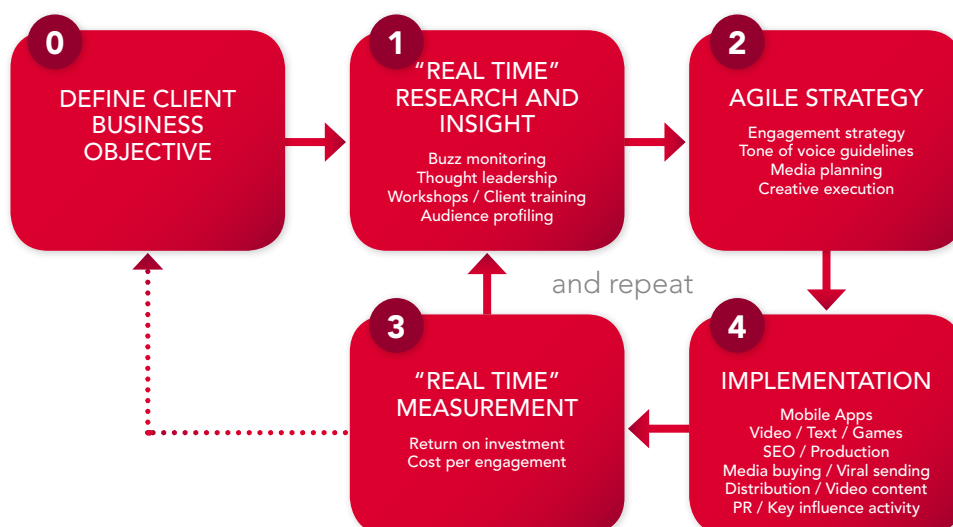 0
DEFINE CLIENT
BUSINESS
OBJECTIVE
1
“REAL TIME”
RESEARCH AND
INSIGHT
Buzz monitoring
Thought leadership
Workshops / Client training
Audience profiling
2
AGILE STRATEGY
Engagement strategy
Tone of voice guidelines
Media planning
Creative execution
and repeat
3
“REAL TIME”
MEASUREMENT
Return on investment
Cost per engagement
4
IMPLEMENTATION
Mobile Apps
Video / Text / Games
SEO / Production
Media buying / Viral sending
Distribution / Video content
PR / Key influence activity